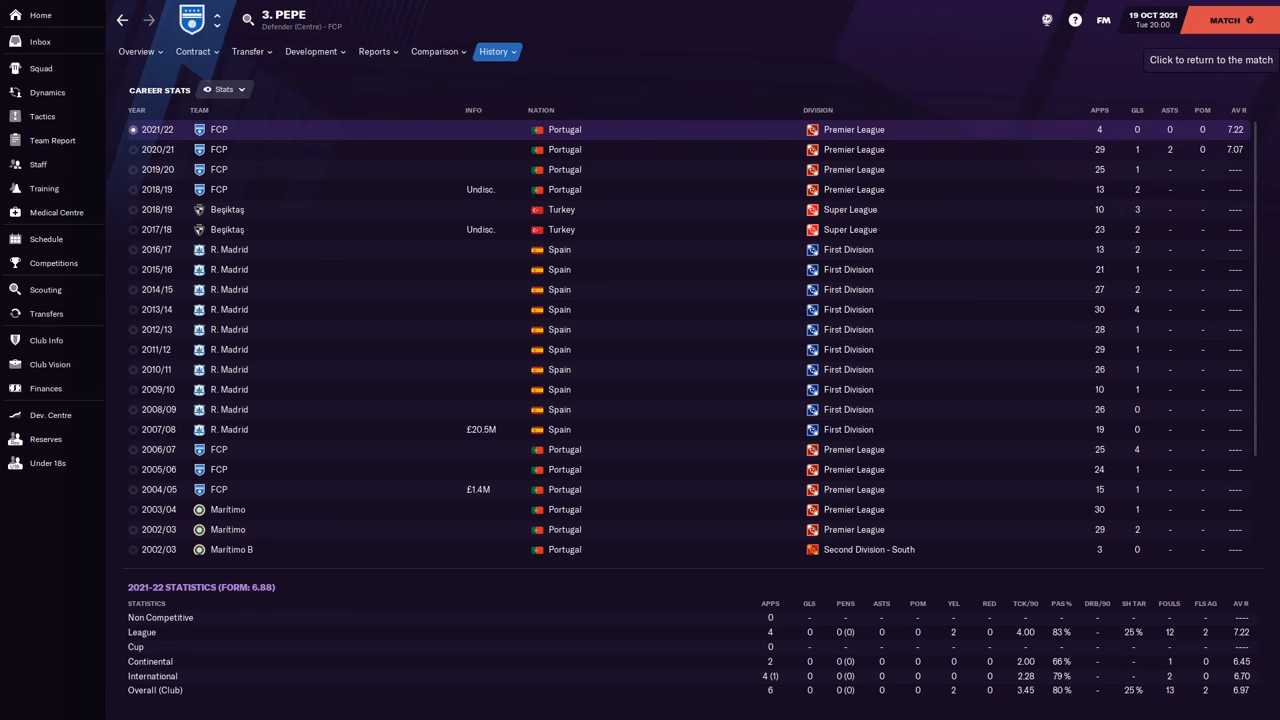 Home
Inbox
Squad
Dynamics
Tactics
Team Report
Staff
Training
Medical Centre
Schedule
Competitions
Scouting
Transfers
Club Info
Club Vision
Finances
Dev. Centre
Reserves
Under 18s
3. PEPE
Defender (Centre) - FCP
FM
19 OCT 2021
Tue 20:00
MATCH
Click to return to the match
Overview Contract Transfer Development Reports Comparison History
CAREER STATS Stats
YEAR TEAM INFO NATION DIVISION APPS GLS ASTS POM AV R
2021/22 FCP Portugal Premier League 4 0 0 0 7.22
2020/21 FCP Portugal Premier League 29 1 2 0 7.07
2019/20 FCP Portugal Premier League 25 1 - - ----
2018/19 FCP Undisc. Portugal Premier League 13 2 - - ----
2018/19 Beşiktaş Turkey Super League 10 3 - - ----
2017/18 Beşiktaş Undisc. Turkey Super League 23 2 - - ----
2016/17 R. Madrid Spain First Division 13 2 - - ----
2015/16 R. Madrid Spain First Division 21 1 - - ----
2014/15 R. Madrid Spain First Division 27 2 - - ----
2013/14 R. Madrid Spain First Division 30 4 - - ----
2012/13 R. Madrid Spain First Division 28 1 - - ----
2011/12 R. Madrid Spain First Division 29 1 - - ----
2010/11 R. Madrid Spain First Division 26 1 - - ----
2009/10 R. Madrid Spain First Division 10 1 - - ----
2008/09 R. Madrid Spain First Division 26 0 - - ----
2007/08 R. Madrid £20.5M Spain First Division 19 0 - - ----
2006/07 FCP Portugal Premier League 25 4 - - ----
2005/06 FCP Portugal Premier League 24 1 - - ----
2004/05 FCP £1.4M Portugal Premier League 15 1 - - ----
2003/04 Marítimo Portugal Premier League 30 1 - - ----
2002/03 Marítimo Portugal Premier League 29 2 - - ----
2002/03 Marítimo B Portugal Second Division - South 3 0 - - ----
2021-22 STATISTICS (FORM: 6.88)
STATISTICS APPS GLS PENS ASTS POM YEL RED TCK/90 PAS % DRB/90 SH TAR FOULS FLS AG AV R
Non Competitive 0 - - - - - - - - - - - - ----
League 4 0 0 (0) 0 0 2 0 4.00 83 % - 25 % 12 2 7.22
Cup 0 - - - - - - - - - - - - ----
Continental 2 0 0 (0) 0 0 0 0 2.00 66 % - - 1 0 6.45
International 4 (1) 0 0 (0) 0 0 0 0 2.28 79 % - - 2 0 6.70
Overall (Club) 6 0 0 (0) 0 0 2 0 3.45 80 % - 25 % 13 2 6.97